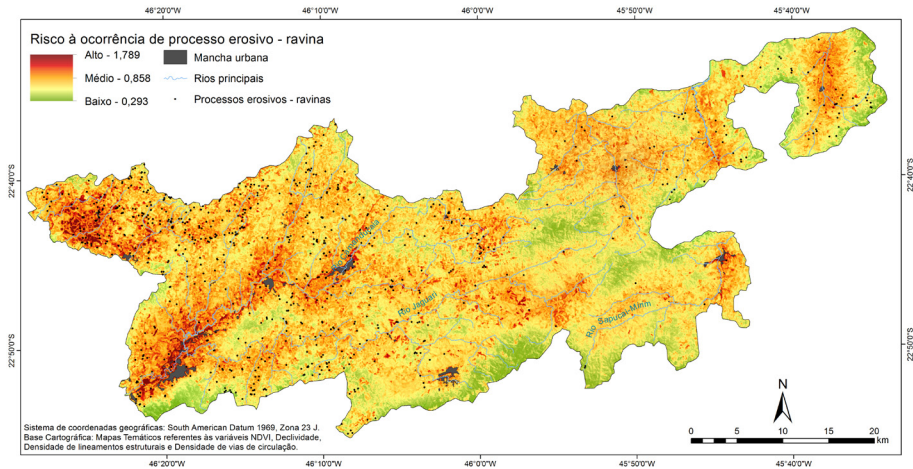 46°20'0"W 46°10'0"W 46°0'0"W 45°50'0"W 45°40'0"W
Risco à ocorrência de processo erosivo - ravina
Alto - 1,789
Médio - 0,858
Baixo - 0,293
Mancha urbana
Rios principais
Processos erosivos - ravinas
22°40'0"S
22°40'0"S
Rio Jaguari
Rio Sapucaí-Mirim
22°50'0"S
22°50'0"S
N
0 5 10 15 20
km
Sistema de coordenadas geográficas: South American Datum 1969, Zona 23 J.
Base Cartográfica: Mapas Temáticos referentes às variáveis NDVI, Declividade,
Densidade de lineamentos estruturais e Densidade de vias de circulação.
46°20'0"W 46°10'0"W 46°0'0"W 45°50'0"W 45°40'0"W